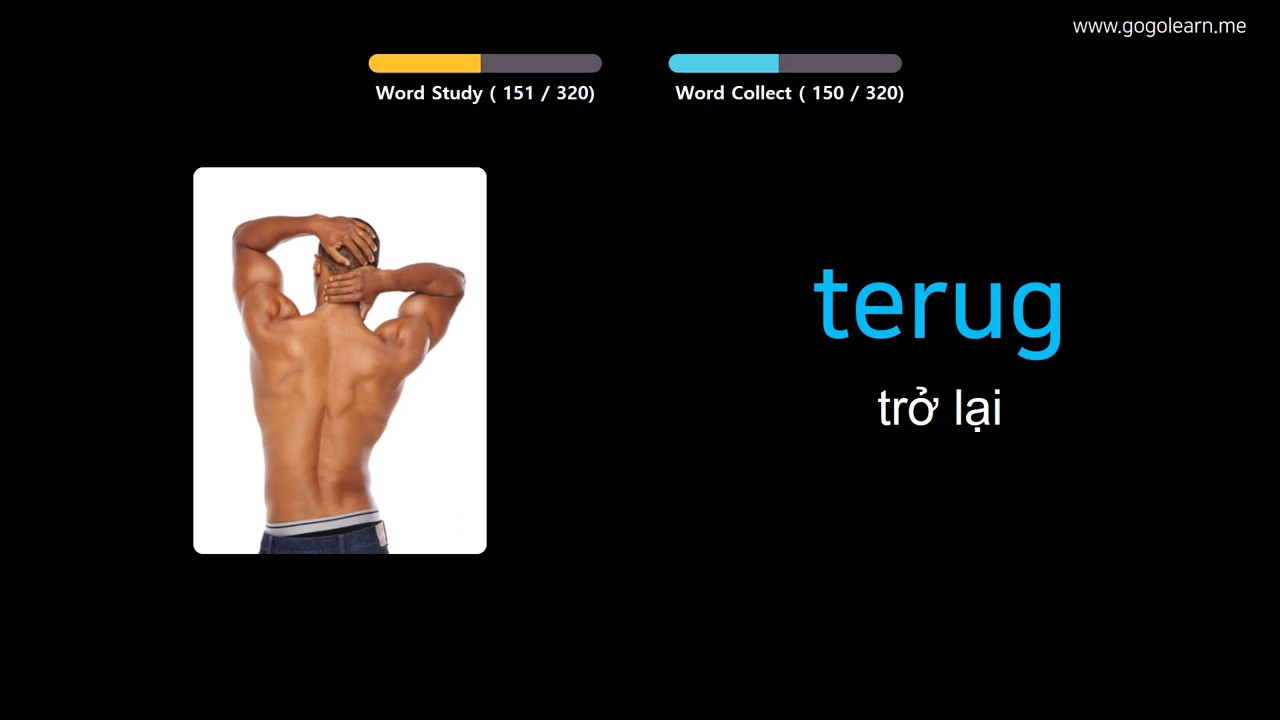 www.gogolearn.me
Word Study ( 151 / 320)
Word Collect ( 150 / 320)
terug
trở lại